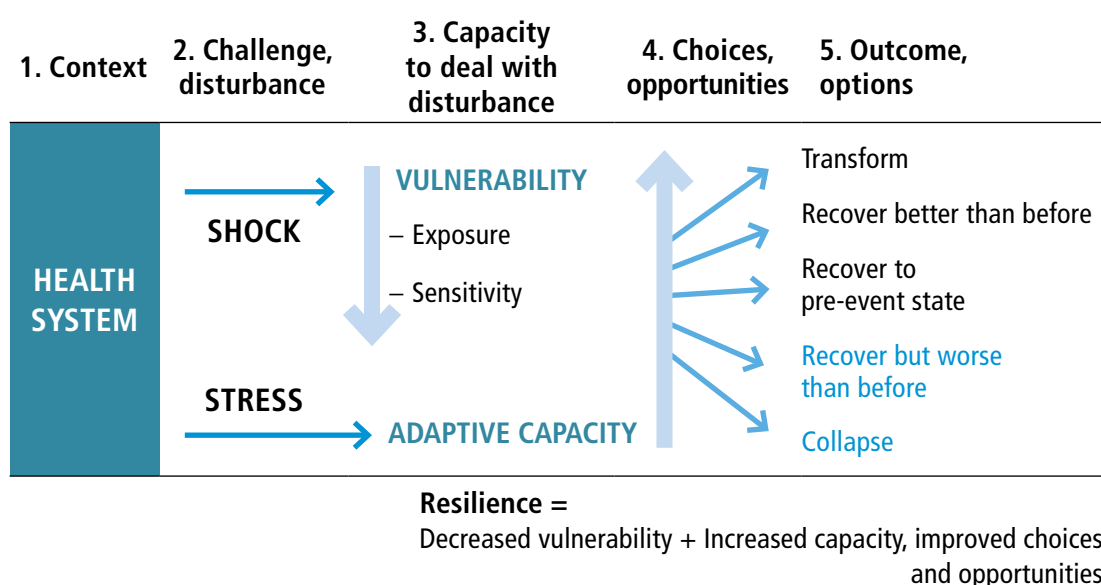 1. Context
2. Challenge,
disturbance
3. Capacity
to deal with
disturbance
4. Choices,
opportunities
5. Outcome,
options
HEALTH
SYSTEM
SHOCK
STRESS
VULNERABILITY
– Exposure
– Sensitivity
ADAPTIVE CAPACITY
Transform
Recover better than before
Recover to
pre-event state
Recover but worse
than before
Collapse
Resilience =
Decreased vulnerability + Increased capacity, improved choices
and opportunities